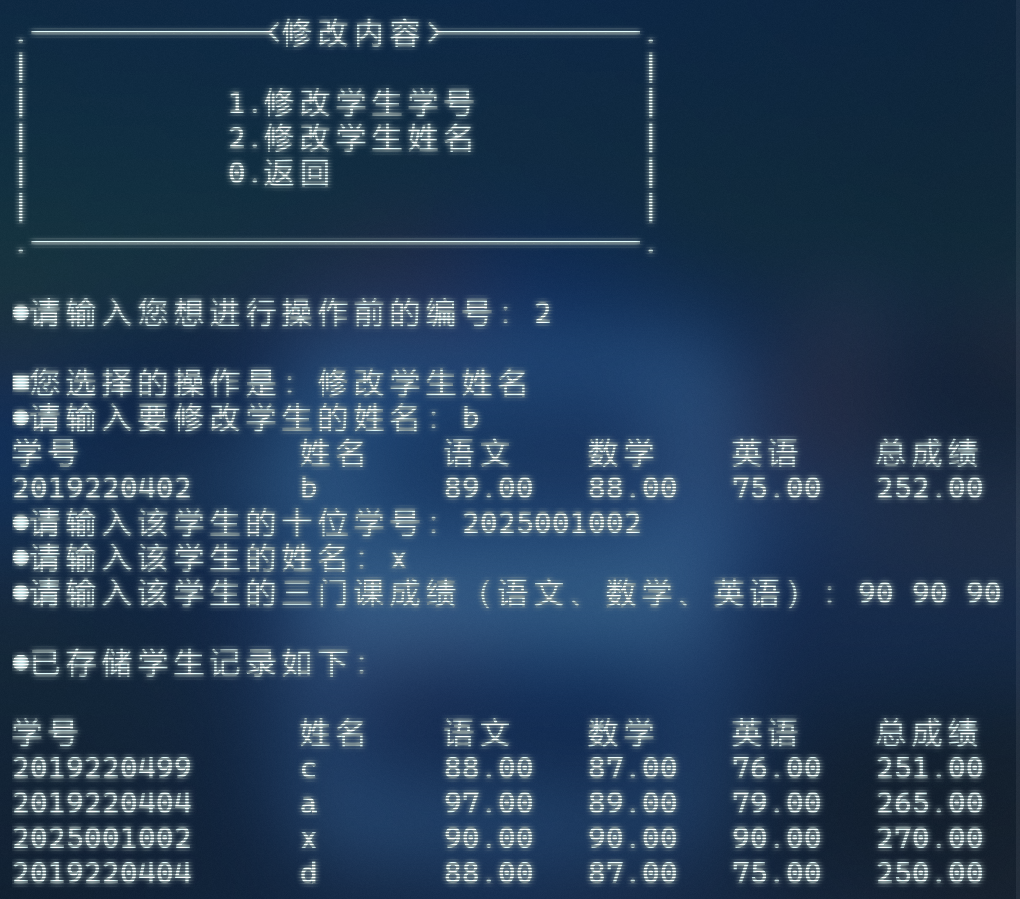 <修改内容>
1.修改学生学号
2.修改学生姓名
0.返回
●请输入您想进行操作前的编号: 2
■您选择的操作是: 修改学生姓名
●请输入要修改学生的姓名: b
学号 姓名 语文 数学 英语 总成绩
2019220402 b 89.00 88.00 75.00 252.00
●请输入该学生的十位学号: 2025001002
●请输入该学生的姓名: x
●请输入该学生的三门课成绩（语文、数学、英语）: 90 90 90
●已存储学生记录如下:
学号 姓名 语文 数学 英语 总成绩
2019220499 c 88.00 87.00 76.00 251.00
2019220404 a 97.00 89.00 79.00 265.00
2025001002 x 90.00 90.00 90.00 270.00
2019220404 d 88.00 87.00 75.00 250.00